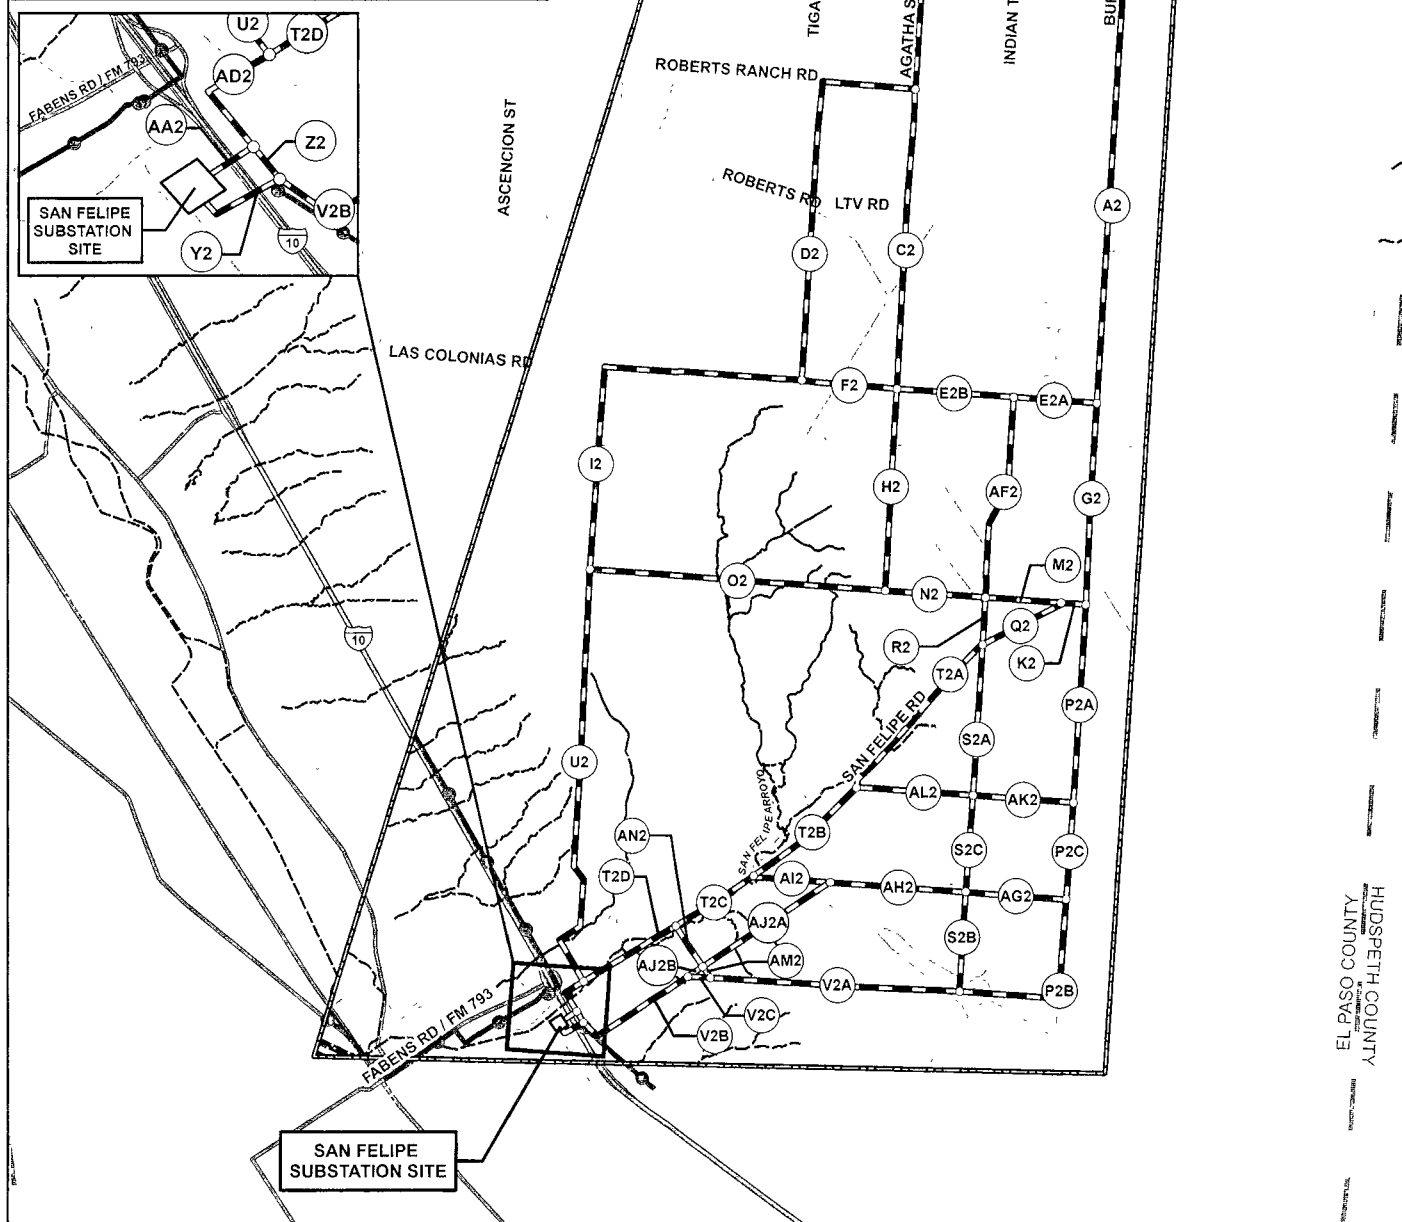 U2
T2D
AD2
FABENS RD / FM 793
AA2
Z2
SAN FELIPE
SUBSTATION
SITE
V2B
Y2
10
ASCENCION ST
AGATHA S
ROBERTS RANCH RD
ROBERTS RD
LTV RD
A2
D2
C2
LAS COLONIAS RD
F2
E2B
E2A
I2
H2
AF2
G2
M2
O2
N2
Q2
R2
K2
10
T2A
P2A
SAN FELIPE RD
S2A
U2
AL2
AK2
SAN FELIPE ARROYO
AN2
T2B
S2C
P2C
T2D
AI2
AH2
AG2
T2C
AJ2A
S2B
AJ2B
AM2
V2A
P2B
V2C
V2B
FABENS RD / FM 793
HUDSPETH COUNTY
EL PASO COUNTY
SAN FELIPE
SUBSTATION SITE